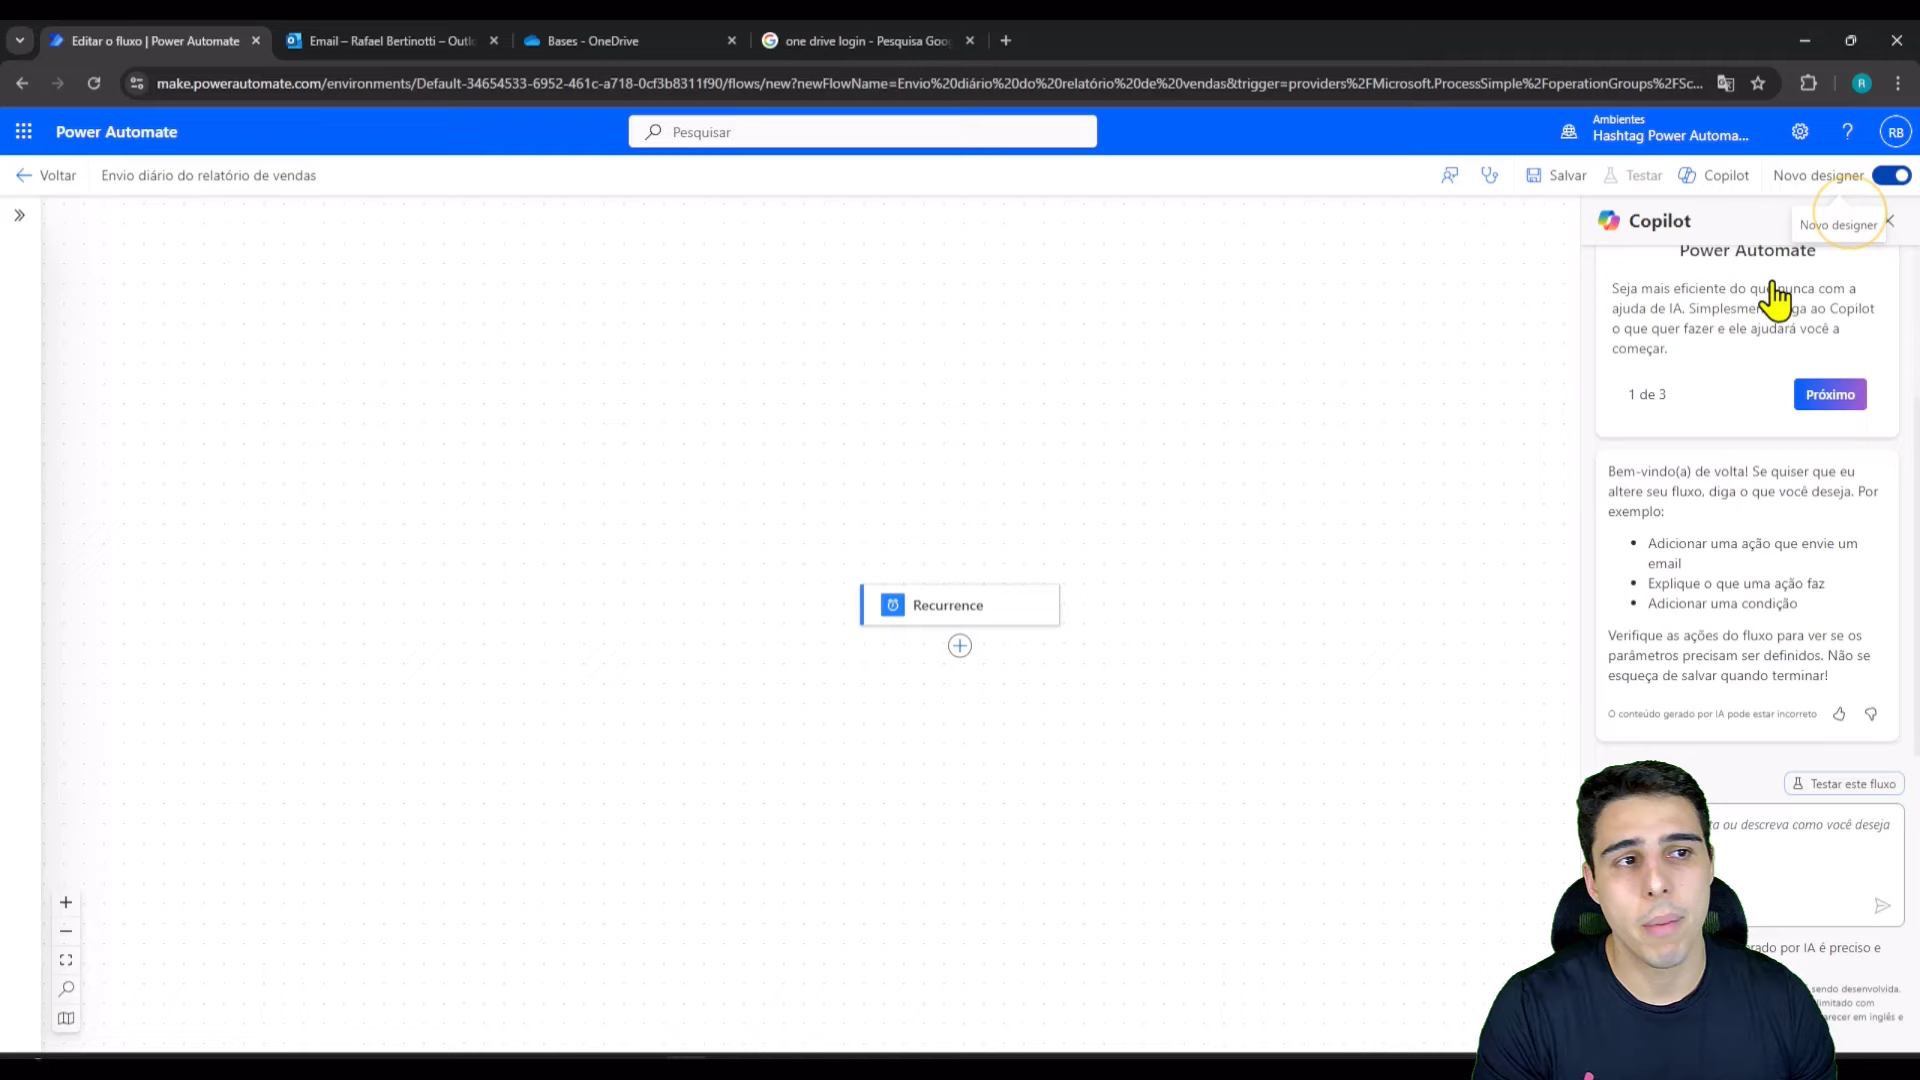 Editar o fluxo | Power Automate
Email – Rafael Bertinotti – Outl
Bases - OneDrive
one drive login - Pesquisa Goo
make.powerautomate.com/environments/Default-34654533-6952-461c-a718-0cf3b8311f90/flows/new?newFlowName=Envio%20diário%20do%20relatório%20de%20vendas&trigger=providers%2FMicrosoft.ProcessSimple%2FoperationGroups%2FSc...
R
Power Automate
Pesquisar
Ambientes
Hashtag Power Automa...
?
RB
Voltar
Envio diário do relatório de vendas
Salvar
Testar
Copilot
Novo designer
Copilot
Novo designer
Power Automate
Seja mais eficiente do que nunca com a
ajuda de IA. ao Copilot
o que quer fazer e ele ajudará você a
começar.
1 de 3
Próximo
Bem-vindo(a) de volta! Se quiser que eu
altere seu fluxo, diga o que você deseja. Por
exemplo:
• Adicionar uma ação que envie um
email
• Explique o que uma ação faz
• Adicionar uma condição
Verifique as ações do fluxo para ver se os
parâmetros precisam ser definidos. Não se
esqueça de salvar quando terminar!
O conteúdo gerado por IA pode estar incorreto
Recurrence
Testar este fluxo
ou descreva como você deseja
por IA é preciso e
sendo desenvolvida.
com
em inglês e